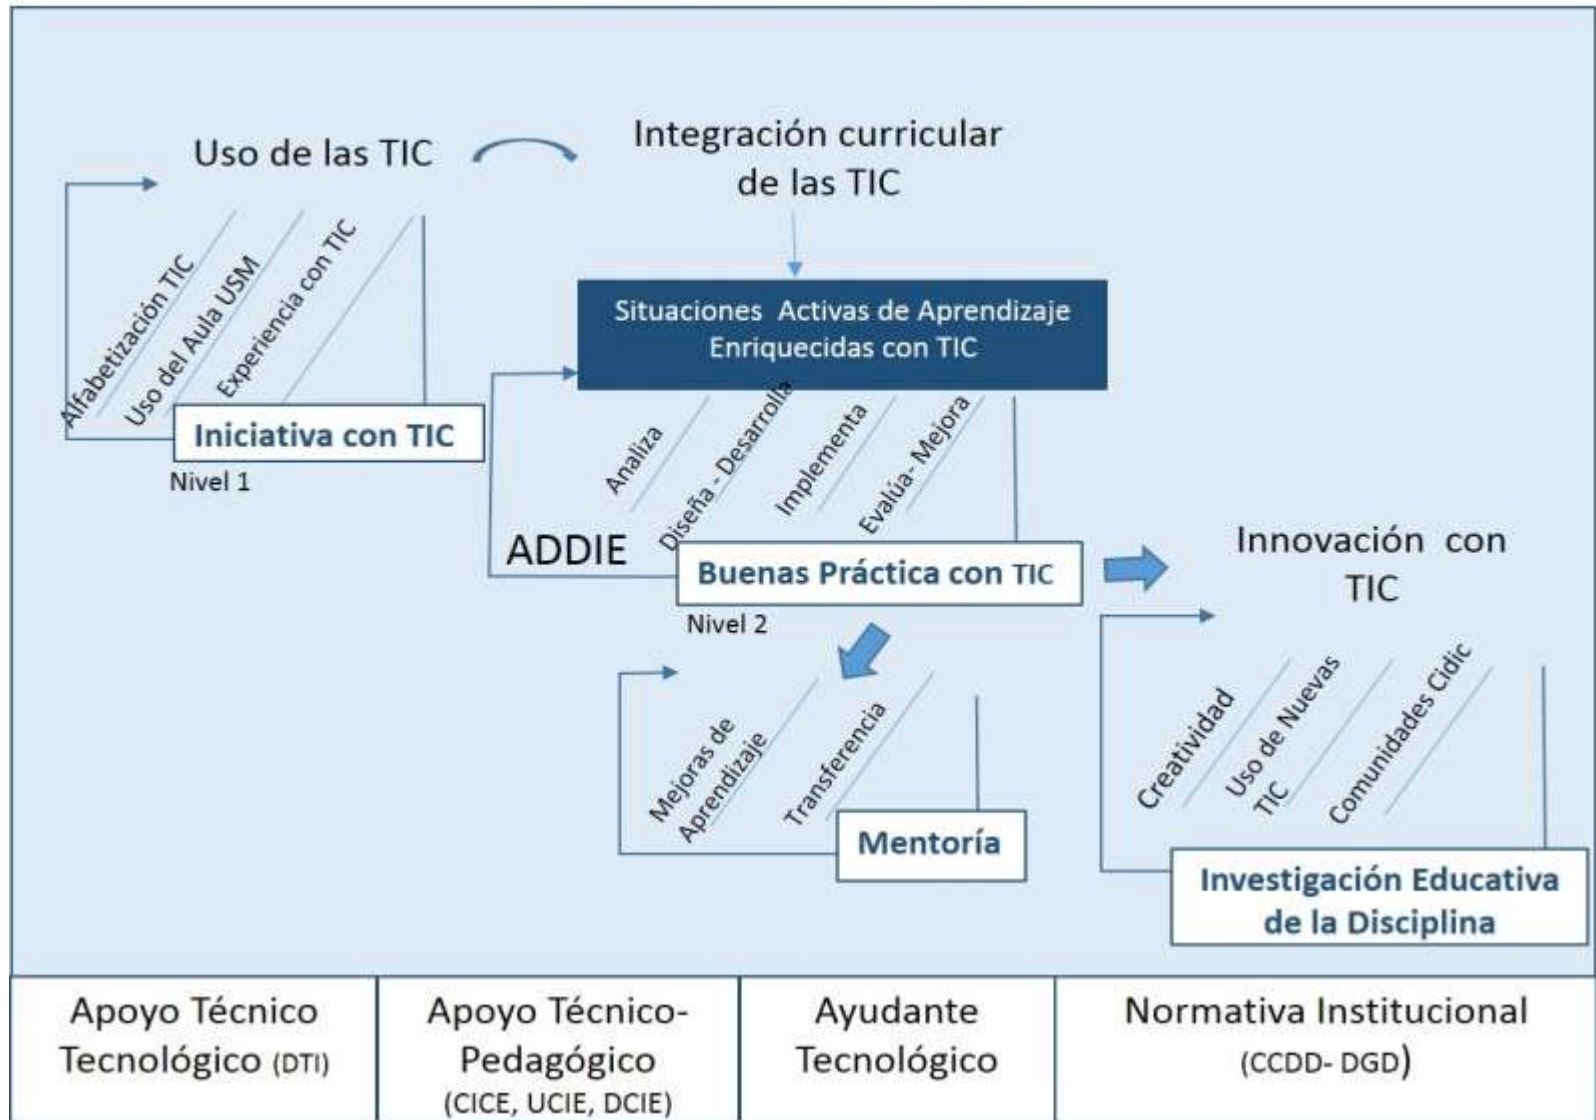 Uso de las TIC
Integración curricular
de las TIC
Alfabetización TIC
Uso del Aula USM
Experiencia con TIC
Iniciativa con TIC
Nivel 1
Situaciones Activas de Aprendizaje
Enriquecidas con TIC
Analiza
Diseña - Desarrolla
Implementa
Evalúa- Mejora
ADDIE
Buenas Práctica con TIC
Nivel 2
Innovación con
TIC
Mejoras de
Aprendizaje
Transferencia
Mentoría
Creatividad
Uso de Nuevas
TIC
Comunidades Cidic
Investigación Educativa
de la Disciplina
Apoyo Técnico
Tecnológico (DTI)
Apoyo Técnico-
Pedagógico
(CICE, UCIE, DCIE)
Ayudante
Tecnológico
Normativa Institucional
(CCDD- DGD)